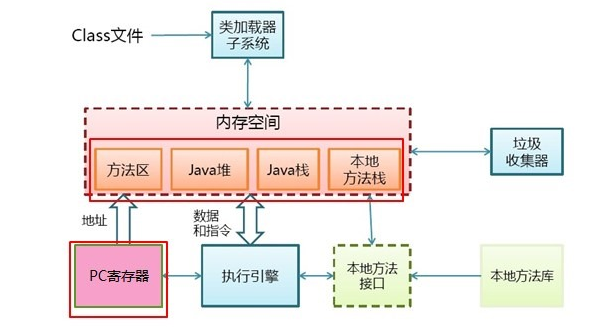 Class文件
类加载器
子系统
内存空间
方法区
Java堆
Java栈
本地
方法栈
垃圾
收集器
地址
数据
和指令
PC寄存器
执行引擎
本地方法
接口
本地方法库